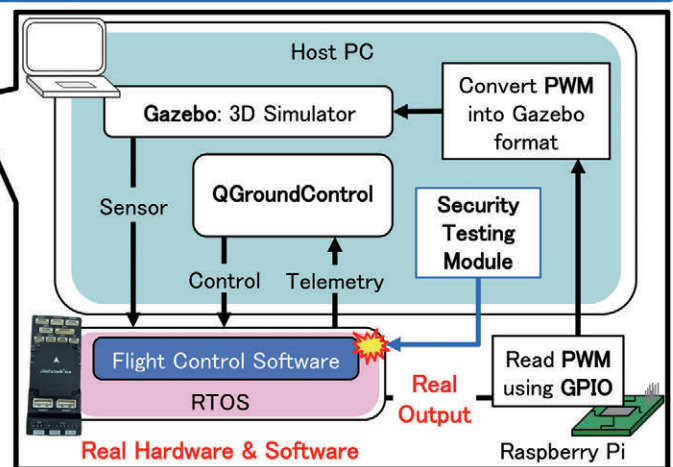 Host PC
Gazebo: 3D Simulator
Convert PWM
into Gazebo
format
Sensor
QGroundControl
Security
Testing
Module
Control
Telemetry
Flight Control Software
RTOS
Real
Output
Read PWM
using GPIO
Real Hardware & Software
Raspberry Pi